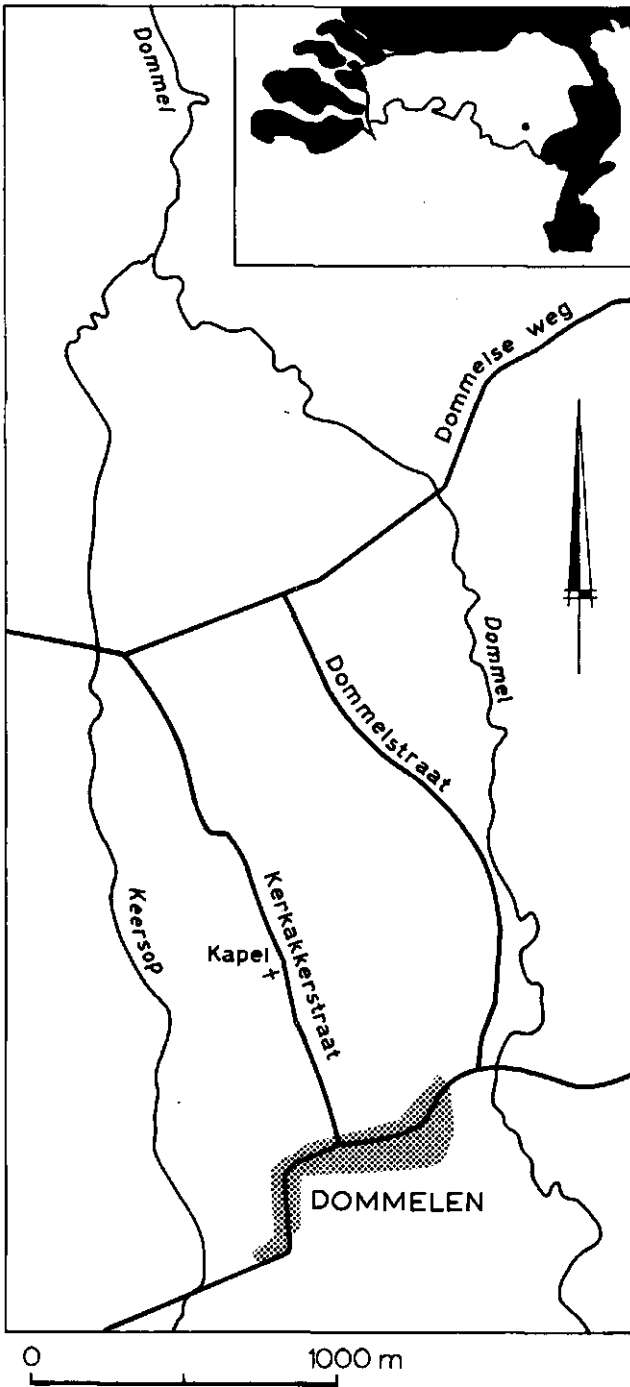 Dommel
Dommelse weg
Dommel
Dommelstraat
Kerkakkerstraat
Keersop
Kapel
DOMMELEN
0 1000 m